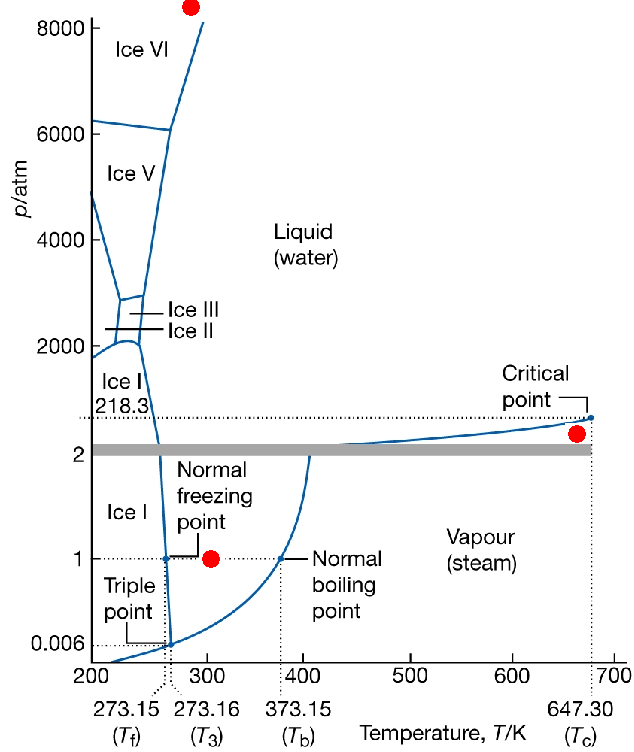 8000
Ice VI
6000
Ice V
p/atm
4000
Liquid
(water)
Ice III
Ice II
2000
Ice I
218.3
Critical
point
2
Normal
freezing
point
Ice I
Vapour
(steam)
1
Normal
boiling
point
Triple
point
0.006
200
300
400
500
600
700
273.15
(Tf)
273.16
(T3)
373.15
(Tb)
Temperature, T/K
647.30
(Tc)